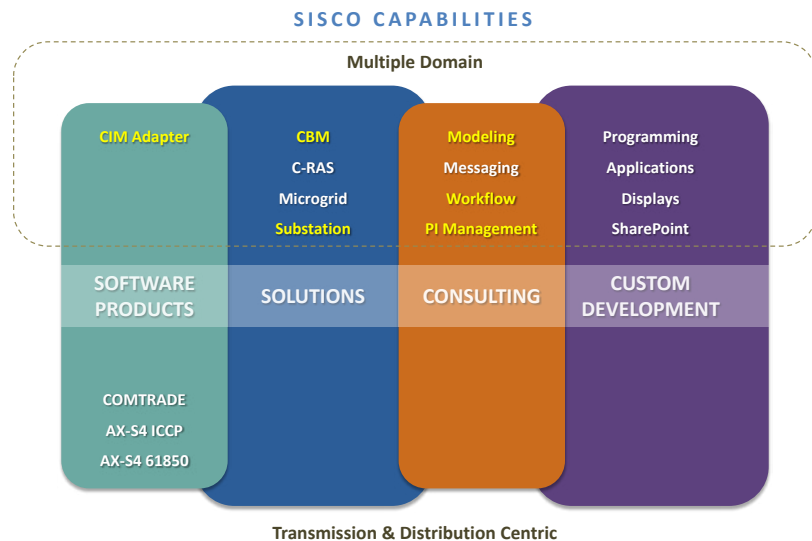 SISCO CAPABILITIES
Multiple Domain
CIM Adapter
CBM
C-RAS
Microgrid
Substation
Modeling
Messaging
Workflow
PI Management
Programming
Applications
Displays
SharePoint
SOFTWARE
PRODUCTS
SOLUTIONS
CONSULTING
CUSTOM
DEVELOPMENT
COMTRADE
AX-S4 ICCP
AX-S4 61850
Transmission & Distribution Centric